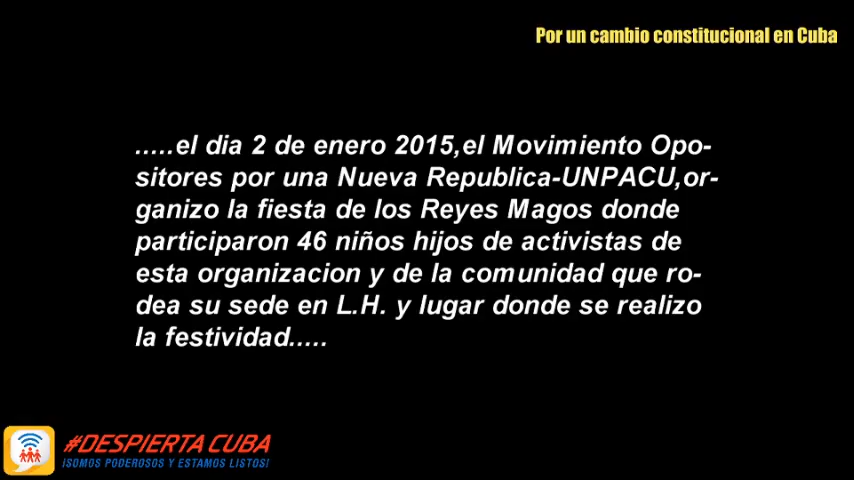 Por un cambio constitucional en Cuba
.....el dia 2 de enero 2015,el Movimiento Opo-
sitores por una Nueva Republica-UNPACU,or-
ganizo la fiesta de los Reyes Magos donde
participaron 46 niños hijos de activistas de
esta organizacion y de la comunidad que ro-
dea su sede en L.H. y lugar donde se realizo
la festividad.....
#DESPIERTA CUBA
¡SOMOS PODEROSOS Y ESTAMOS LISTOS!